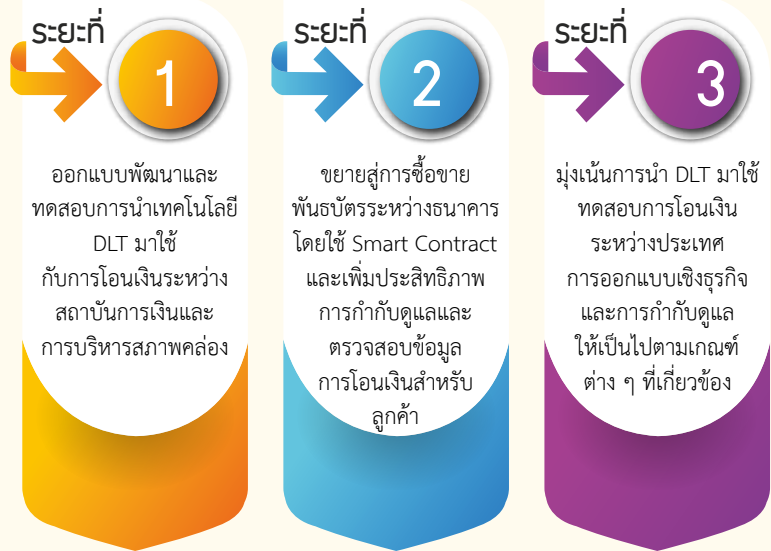 ระยะที่
1
ออกแบบพัฒนาและ
ทดสอบการนำเทคโนโลยี
DLT มาใช้
กับการโอนเงินระหว่าง
สถาบันการเงินและ
การบริหารสภาพคล่อง
ระยะที่
2
ขยายสู่การซื้อขาย
พันธบัตรระหว่างธนาคาร
โดยใช้ Smart Contract
และเพิ่มประสิทธิภาพ
การกำกับดูแลและ
ตรวจสอบข้อมูล
การโอนเงินสำหรับ
ลูกค้า
ระยะที่
3
มุ่งเน้นการนำ DLT มาใช้
ทดสอบการโอนเงิน
ระหว่างประเทศ
การออกแบบเชิงธุรกิจ
และการกำกับดูแล
ให้เป็นไปตามเกณฑ์
ต่าง ๆ ที่เกี่ยวข้อง